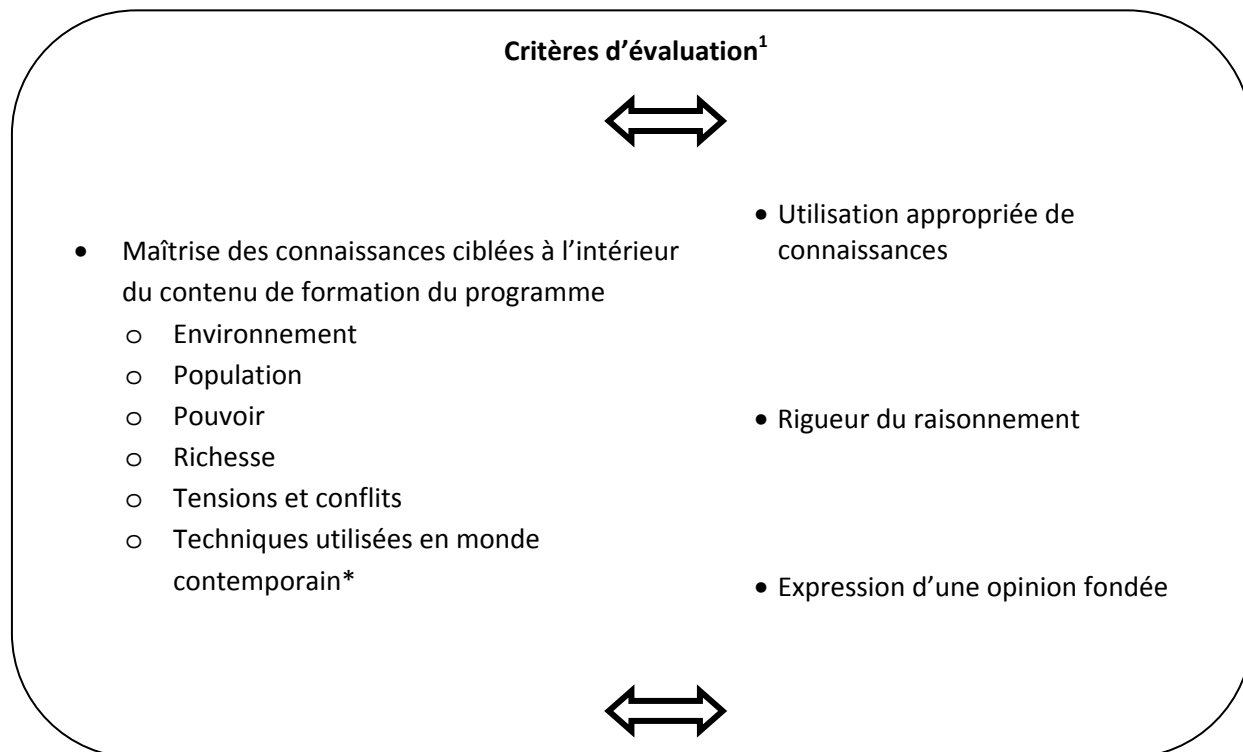 Critères d'évaluation¹
• Maîtrise des connaissances ciblées à l'intérieur
du contenu de formation du programme
o Environnement
o Population
o Pouvoir
o Richesse
o Tensions et conflits
o Techniques utilisées en monde
contemporain*
• Utilisation appropriée de
connaissances
• Rigueur du raisonnement
• Expression d'une opinion fondée